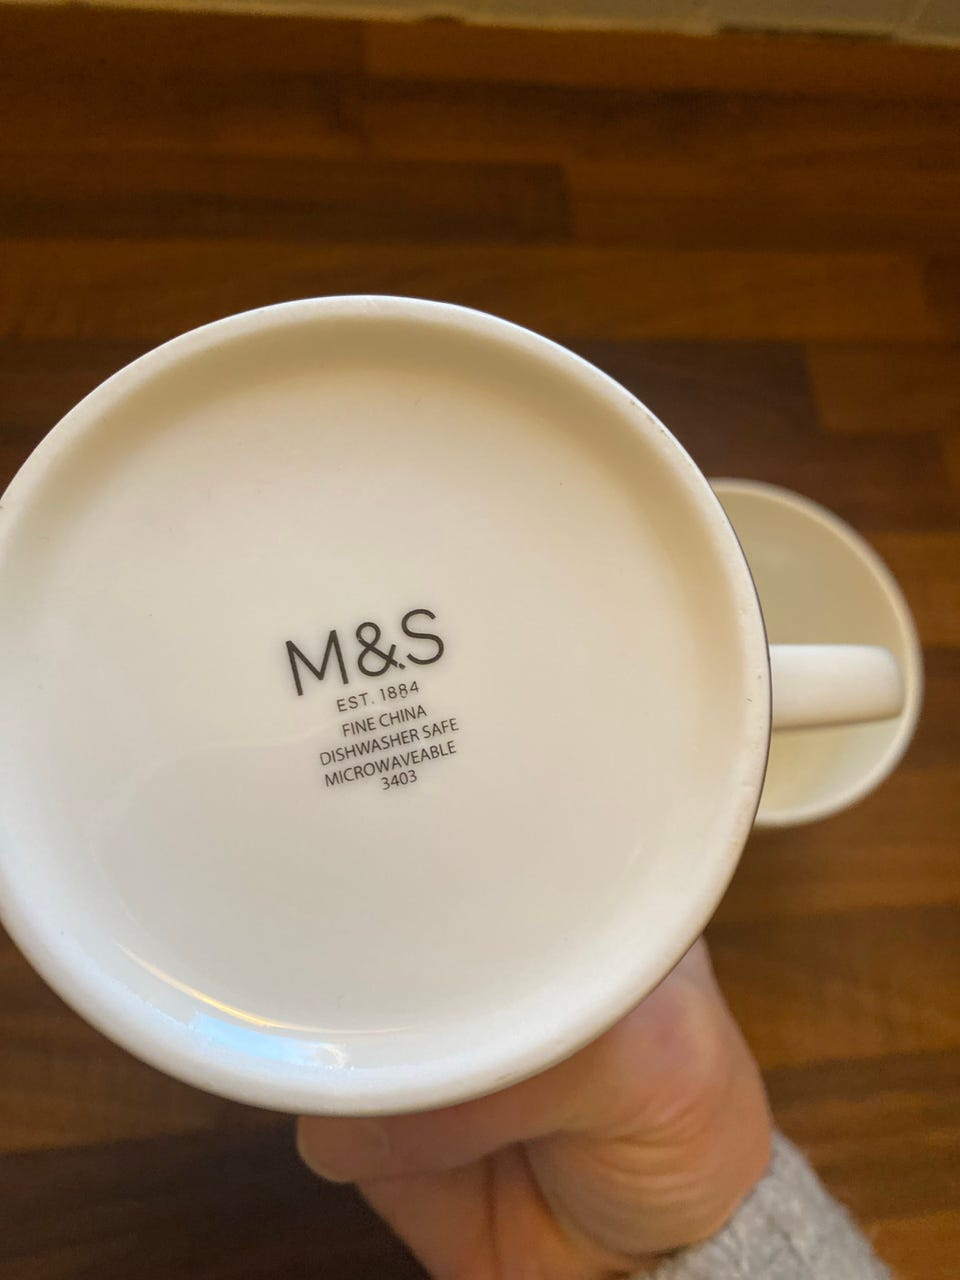 M&S
EST. 1884
FINE CHINA
DISHWASHER SAFE
MICROWAVEABLE
3403